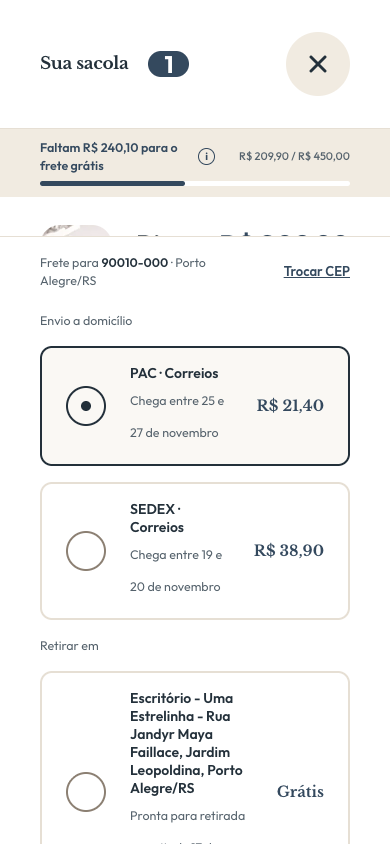 Sua sacola 1
Faltam R$ 240,10 para o
frete grátis
i
R$ 209,90 / R$ 450,00
Frete para 90010-000 · Porto
Alegre/RS
Trocar CEP
Envio a domicílio
PAC · Correios
Chega entre 25 e
27 de novembro
R$ 21,40
SEDEX ·
Correios
Chega entre 19 e
20 de novembro
R$ 38,90
Retirar em
Escritório - Uma
Estrelinha - Rua
Jandyr Maya
Faillace, Jardim
Leopoldina, Porto
Alegre/RS
Grátis
Pronta para retirada